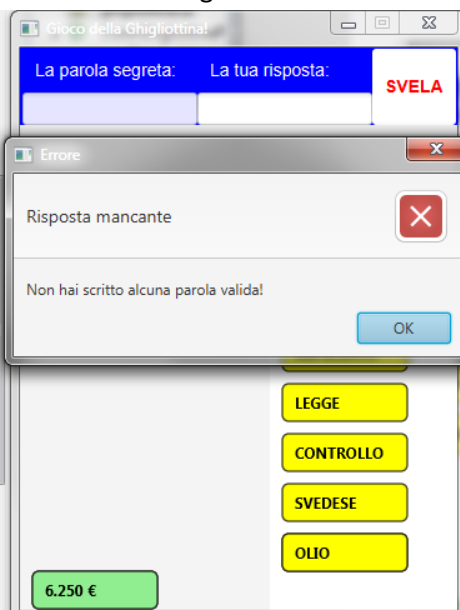 Gioco della Ghigliottina!
La parola segreta:
La tua risposta:
SVELA
Errore
Risposta mancante
Non hai scritto alcuna parola valida!
OK
LEGGE
CONTROLLO
SVEDESE
OLIO
6.250 €